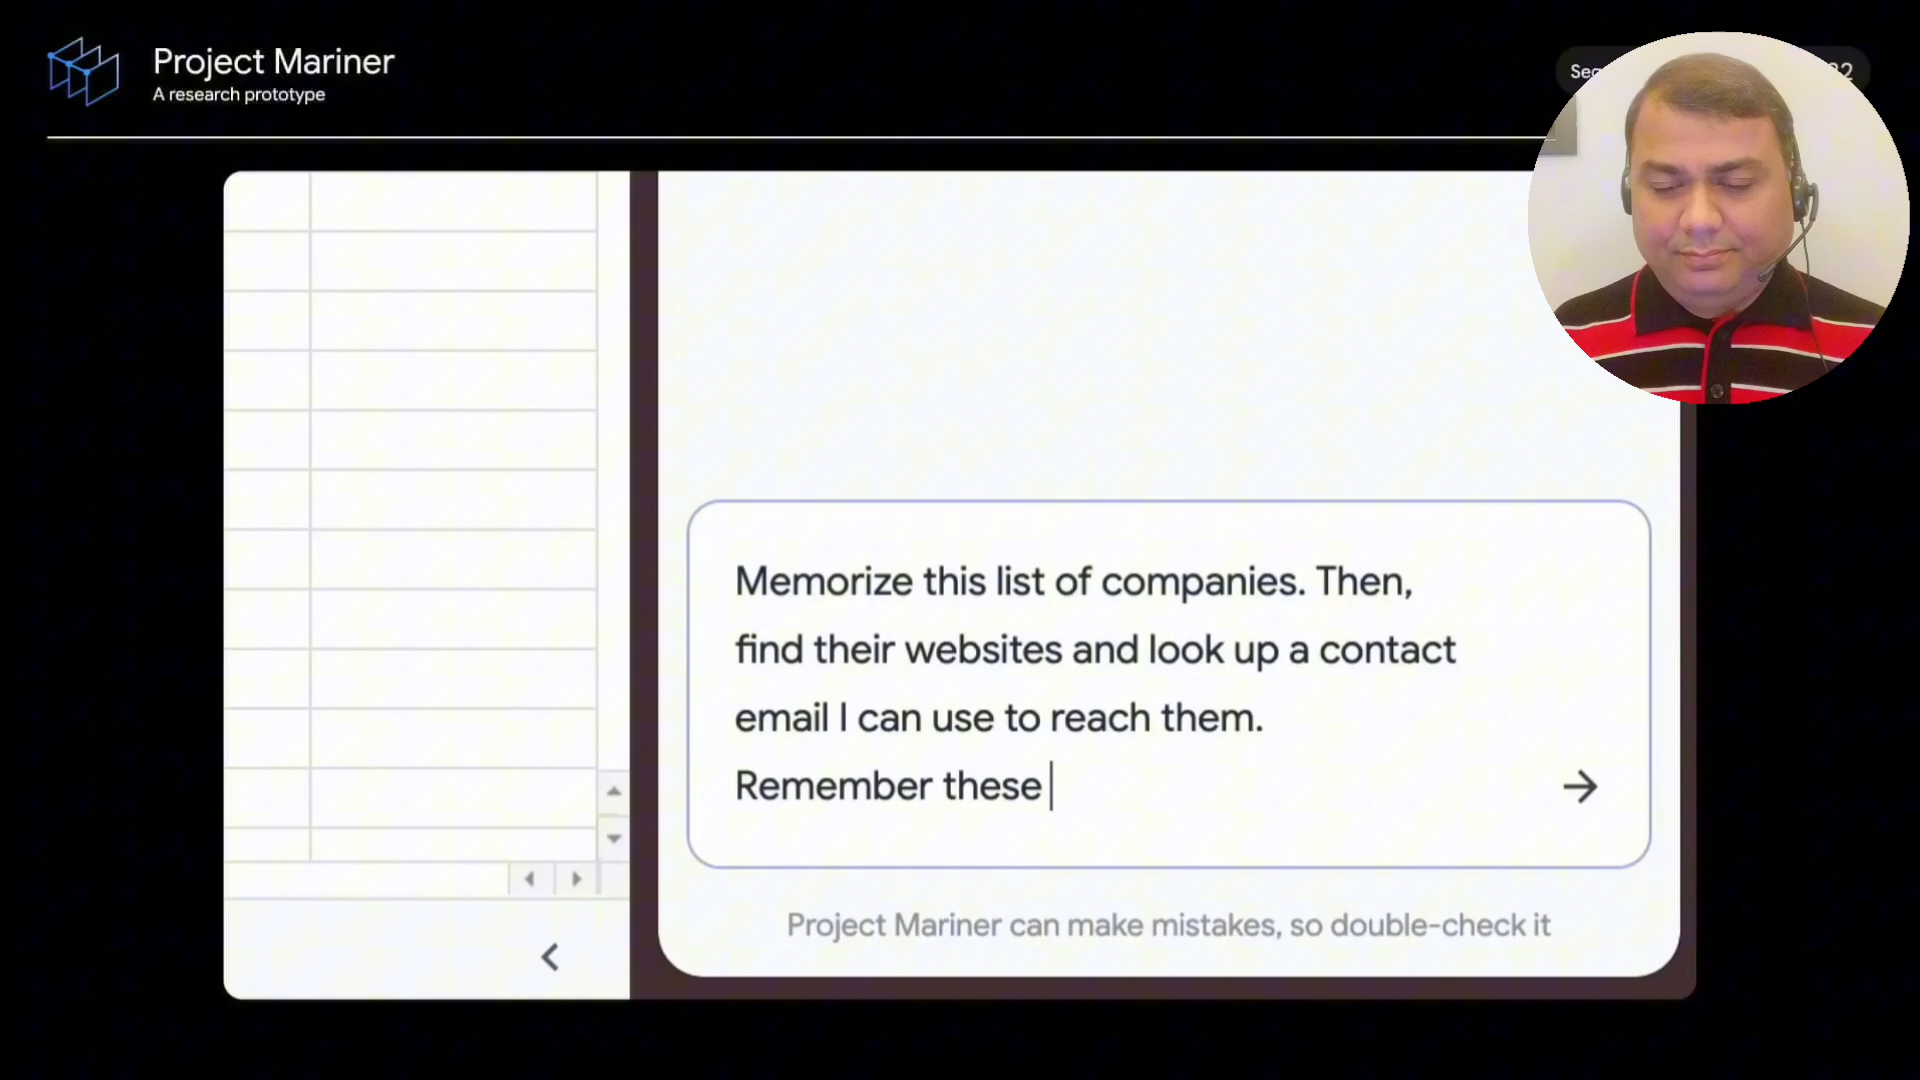 Project Mariner
A research prototype
Memorize this list of companies. Then,
find their websites and look up a contact
email I can use to reach them.
Remember these
Project Mariner can make mistakes, so double-check it